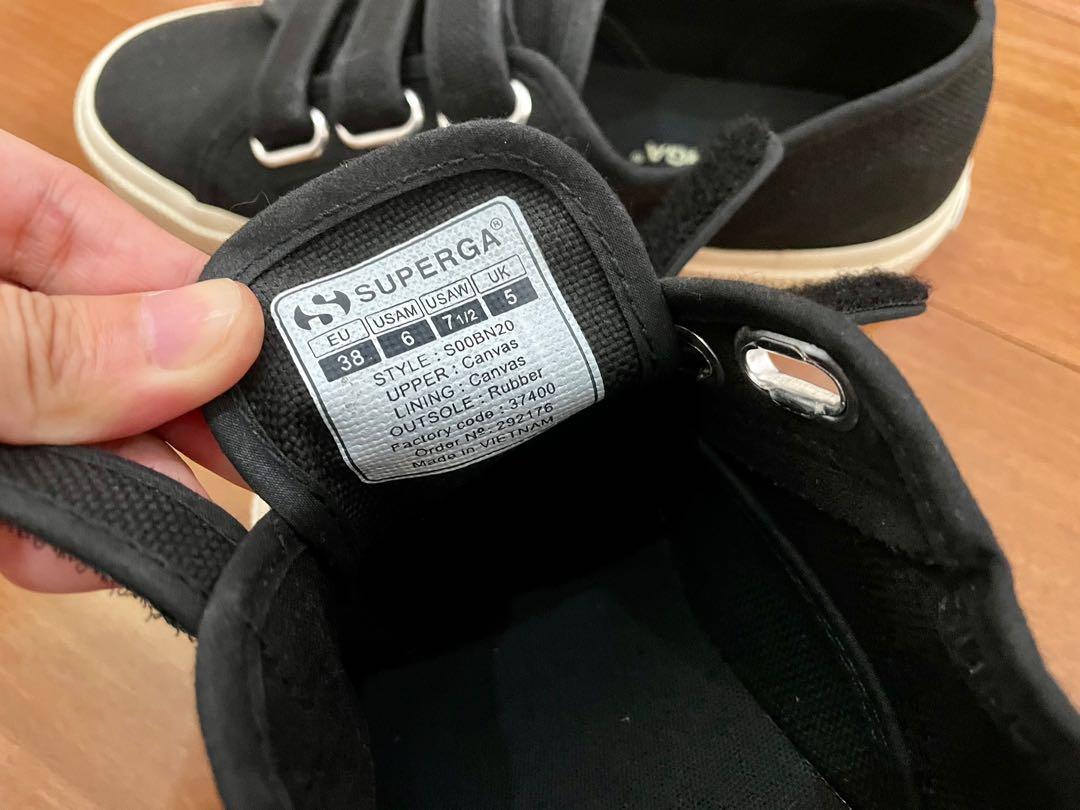 SUPERGA®
EU USAM USAW UK
38 6 7 1/2 5
STYLE : S00BN20
UPPER : Canvas
LINING : Canvas
OUTSOLE : Rubber
Factory code : 37400
Order No : 292176
Made in VIETNAM